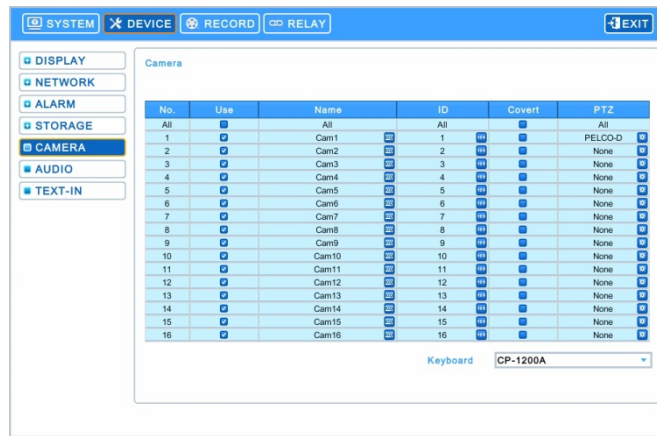 SYSTEM DEVICE RECORD RELAY EXIT
DISPLAY
NETWORK
ALARM
STORAGE
CAMERA
AUDIO
TEXT-IN
Camera
No. Use Name ID Covert PTZ
All All All All
1 Cam1 1 PELCO-D
2 Cam2 2 None
3 Cam3 3 None
4 Cam4 4 None
5 Cam5 5 None
6 Cam6 6 None
7 Cam7 7 None
8 Cam8 8 None
9 Cam9 9 None
10 Cam10 10 None
11 Cam11 11 None
12 Cam12 12 None
13 Cam13 13 None
14 Cam14 14 None
15 Cam15 15 None
16 Cam16 16 None
Keyboard CP-1200A